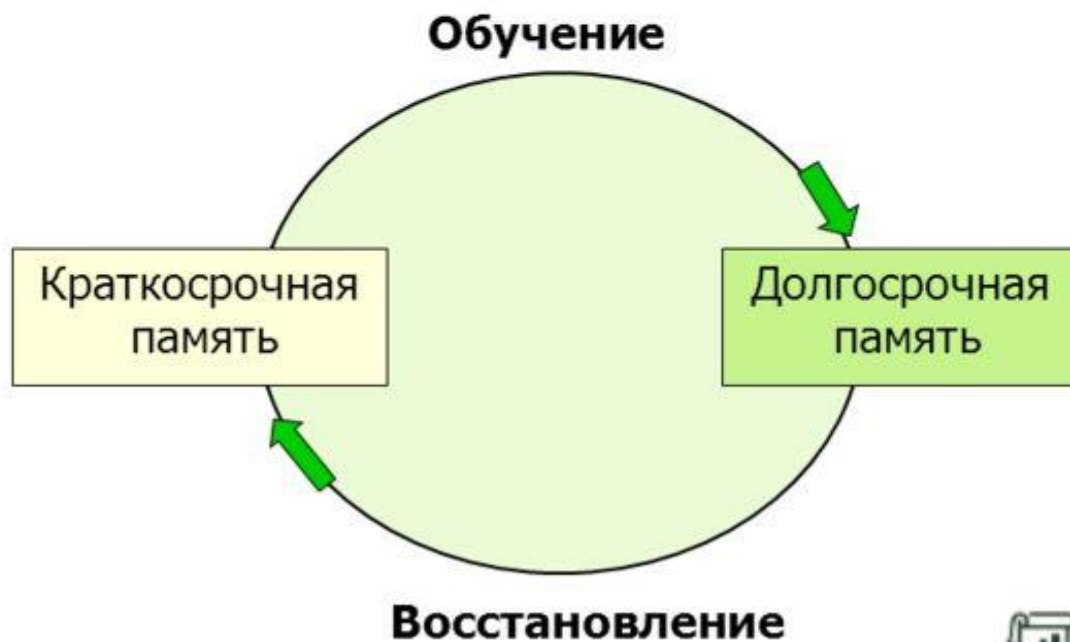 Обучение
Краткосрочная
память
Долгосрочная
память
Восстановление